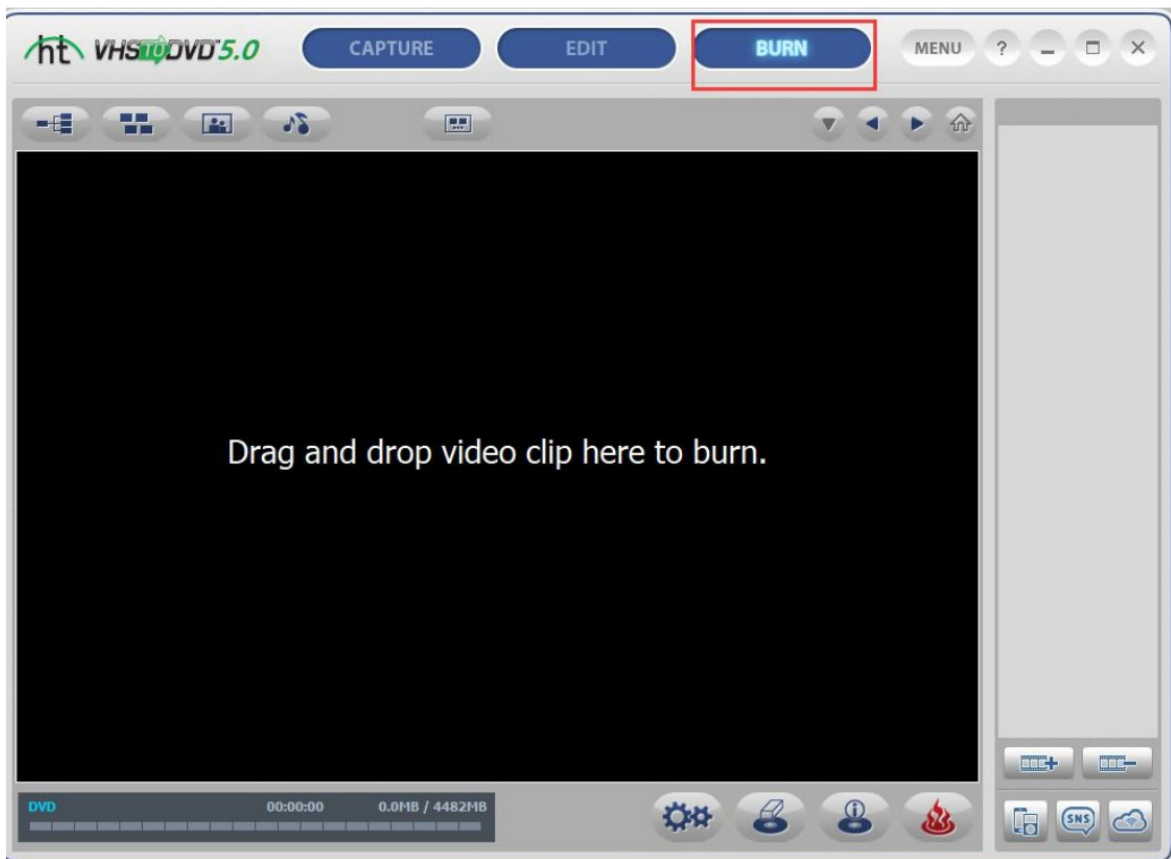 ht VHSTODVD 5.0 CAPTURE EDIT BURN MENU ?
Drag and drop video clip here to burn.
DVD 00:00:00 0.0MB / 4482MB
SNS